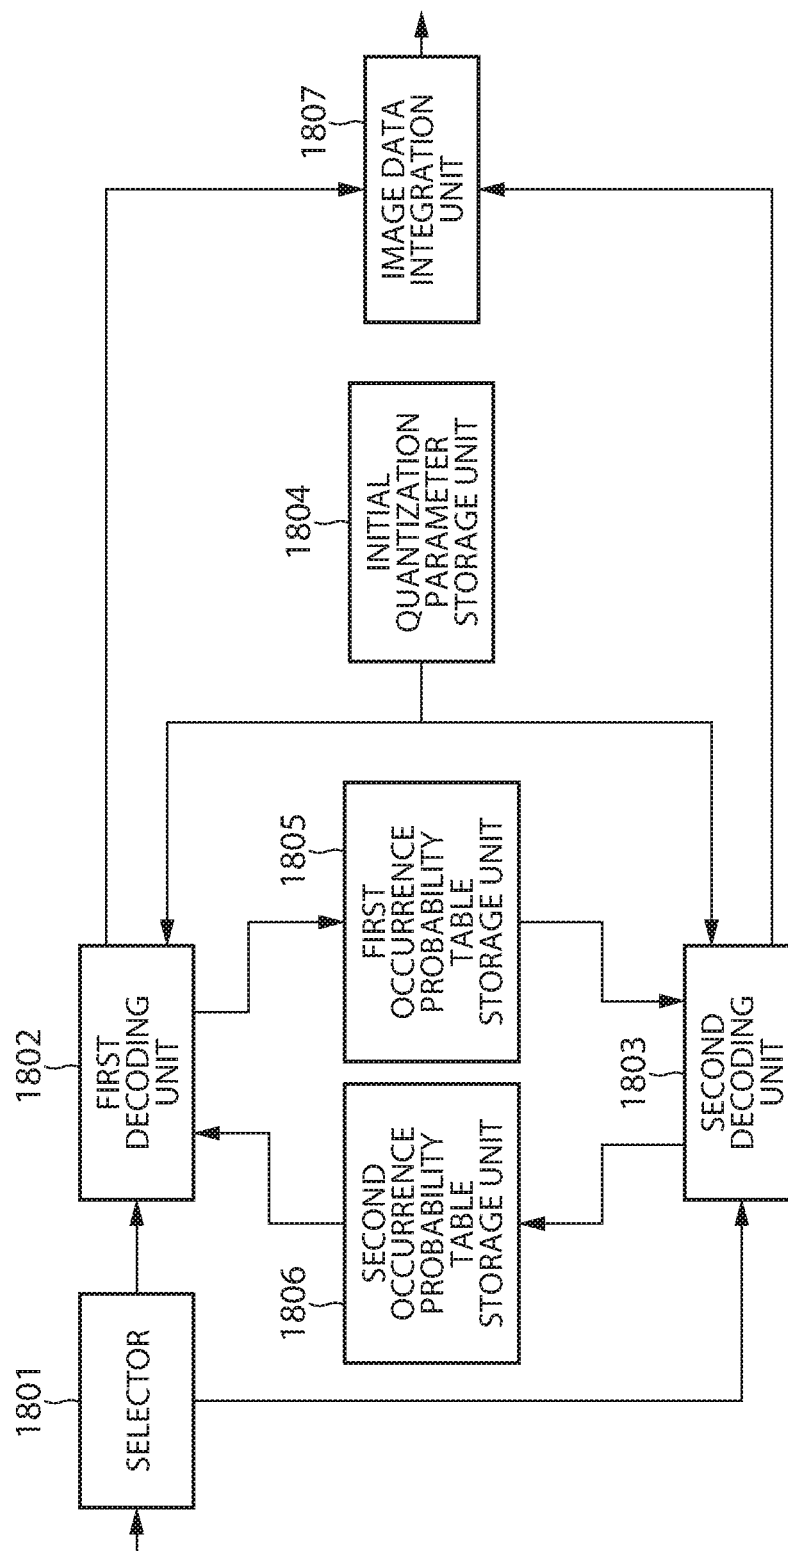 1801
SELECTOR
1802
FIRST
DECODING
UNIT
1806
SECOND
OCCURRENCE
PROBABILITY
TABLE
STORAGE UNIT
1805
FIRST
OCCURRENCE
PROBABILITY
TABLE
STORAGE UNIT
1803
SECOND
DECODING
UNIT
1804
INITIAL
QUANTIZATION
PARAMETER
STORAGE UNIT
1807
IMAGE DATA
INTEGRATION
UNIT